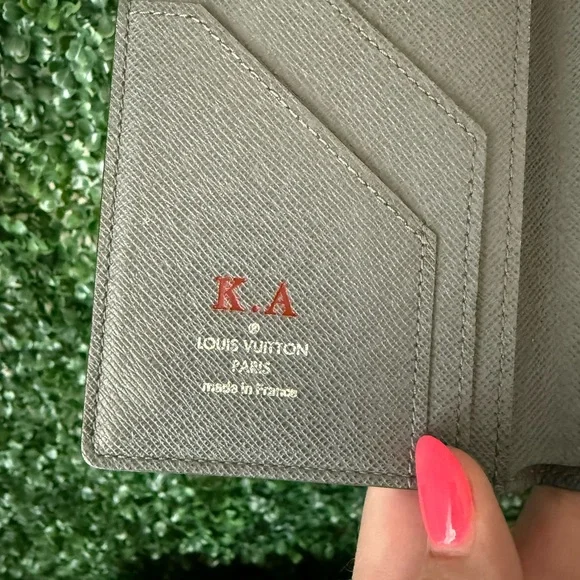 K..A
®
LOUIS VUITTON
PARIS
made in France